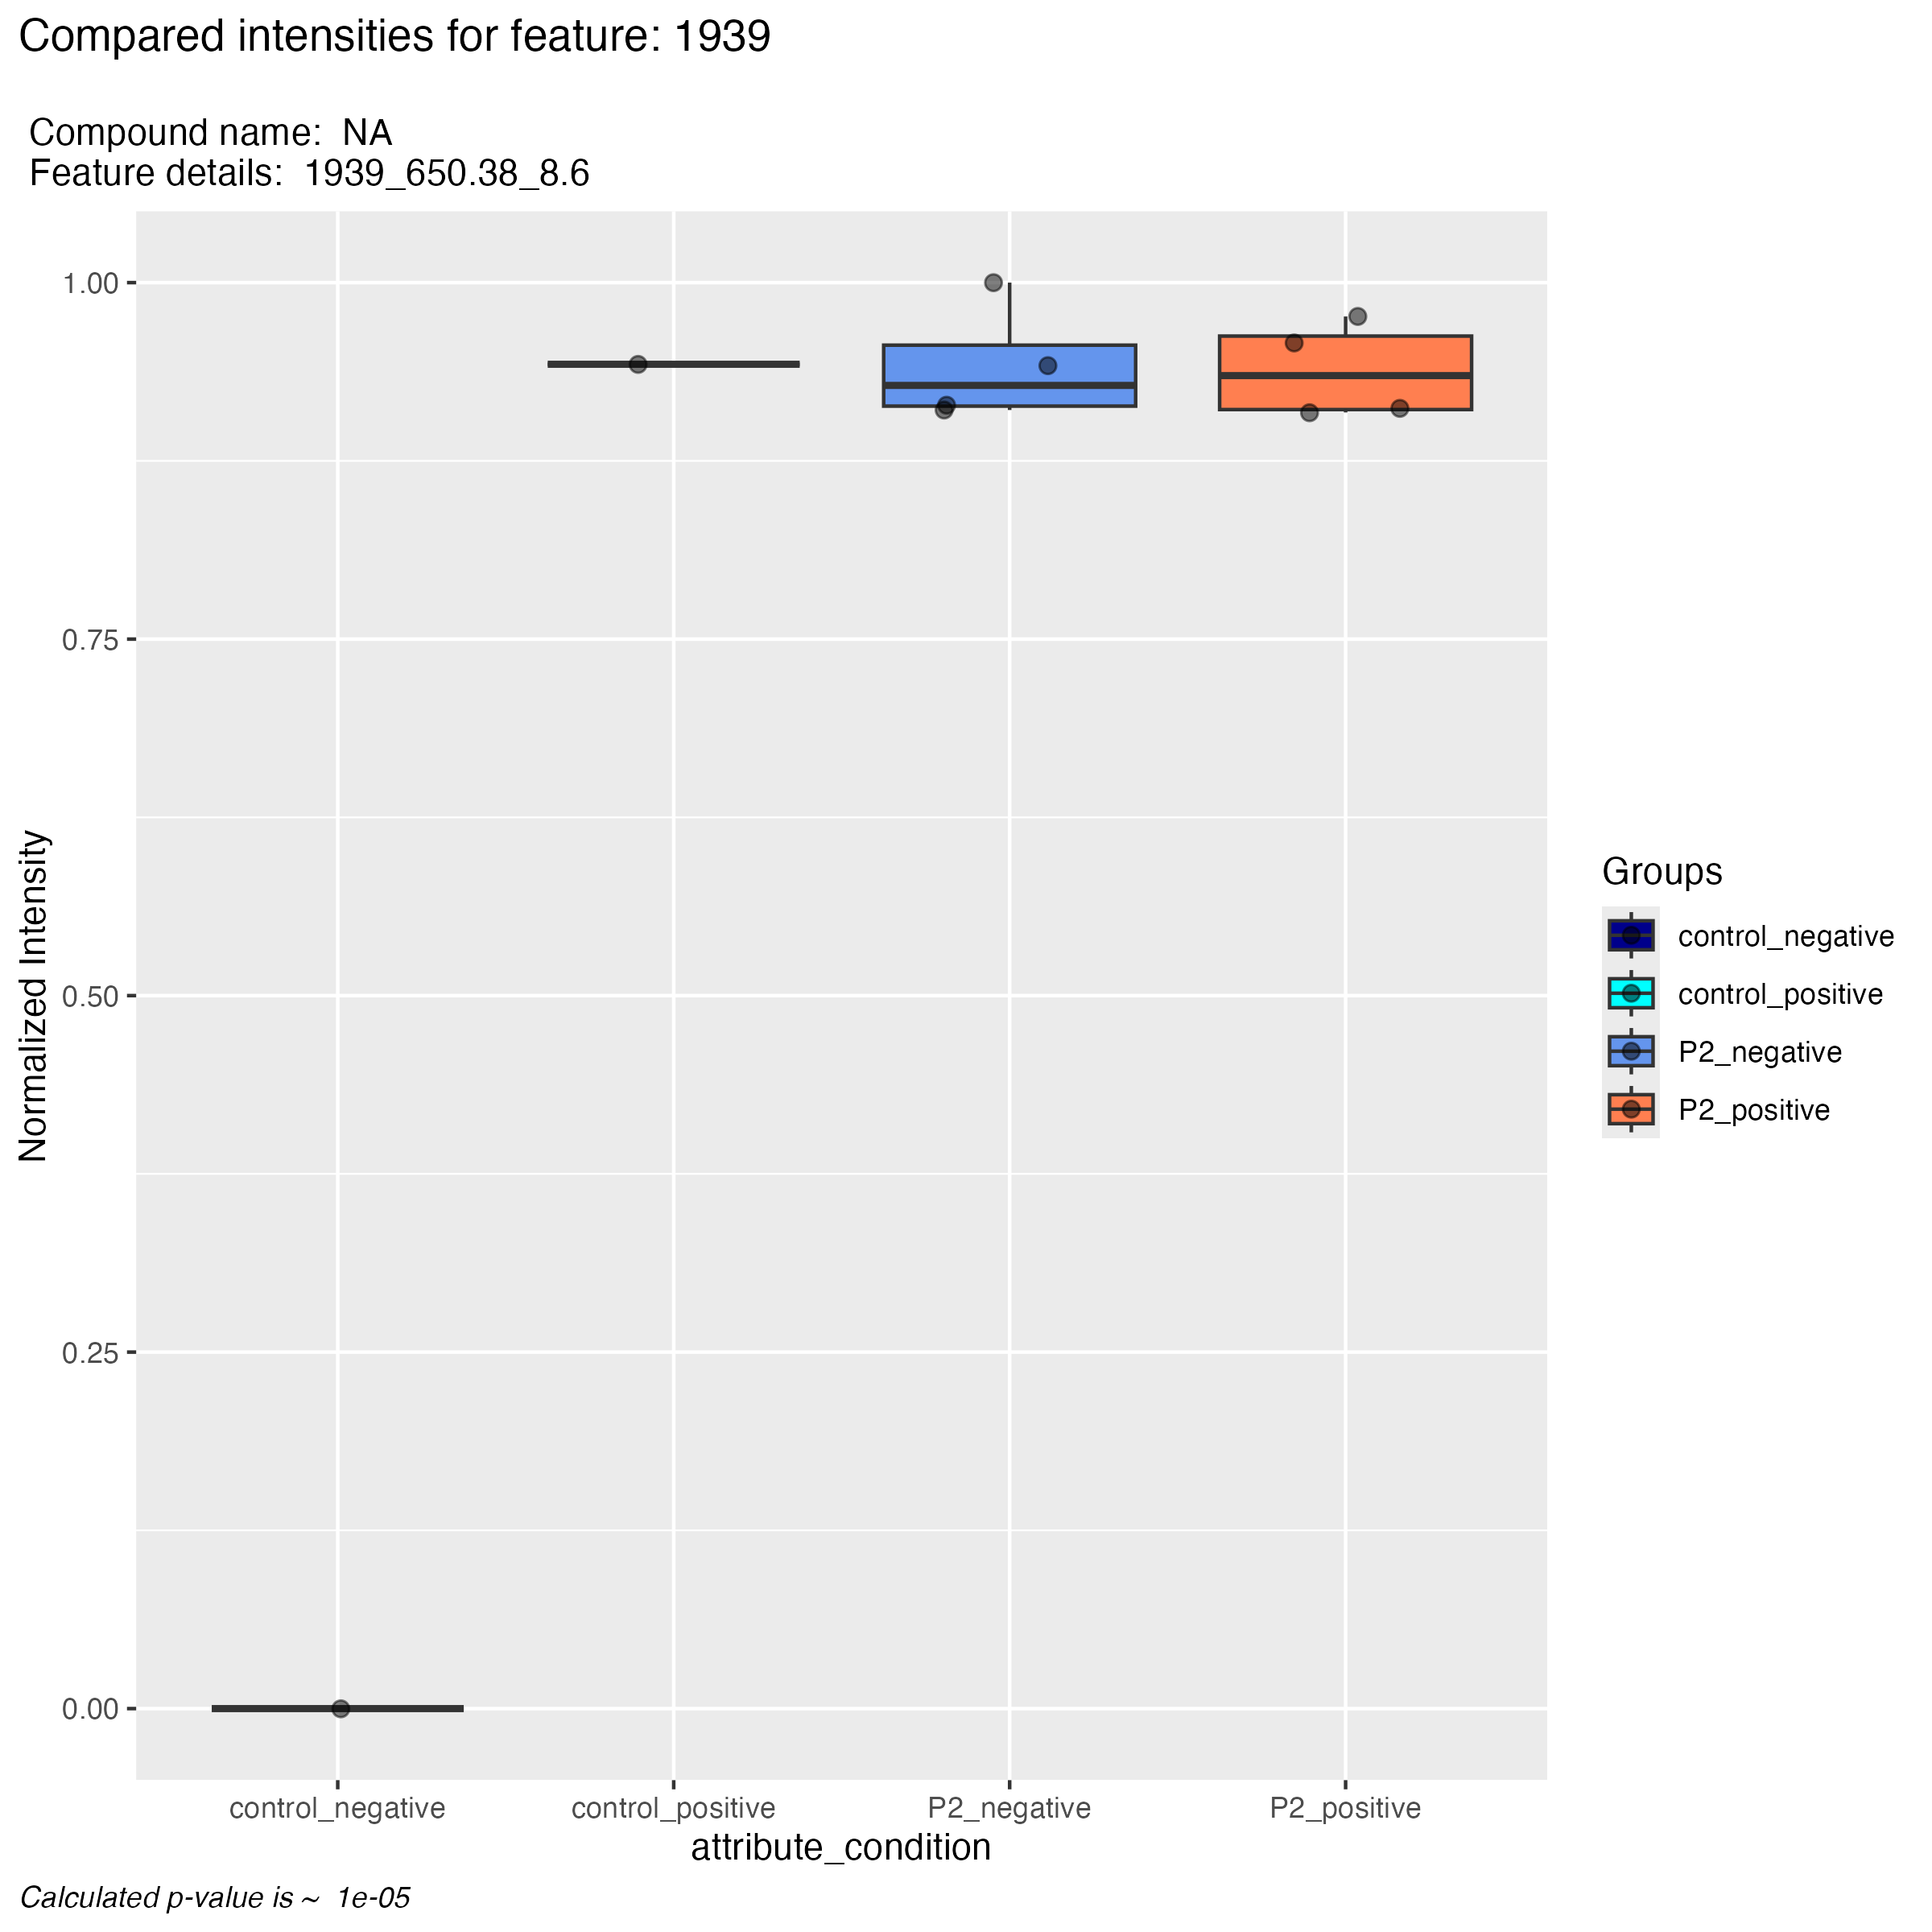 Compared intensities for feature: 1939
Compound name:  NA
Feature details:  1939_650.38_8.6
Normalized Intensity
1.00
0.75
0.50
0.25
0.00
control_negative
control_positive
P2_negative
P2_positive
attribute_condition
Groups
control_negative
control_positive
P2_negative
P2_positive
Calculated p-value is ~  1e-05